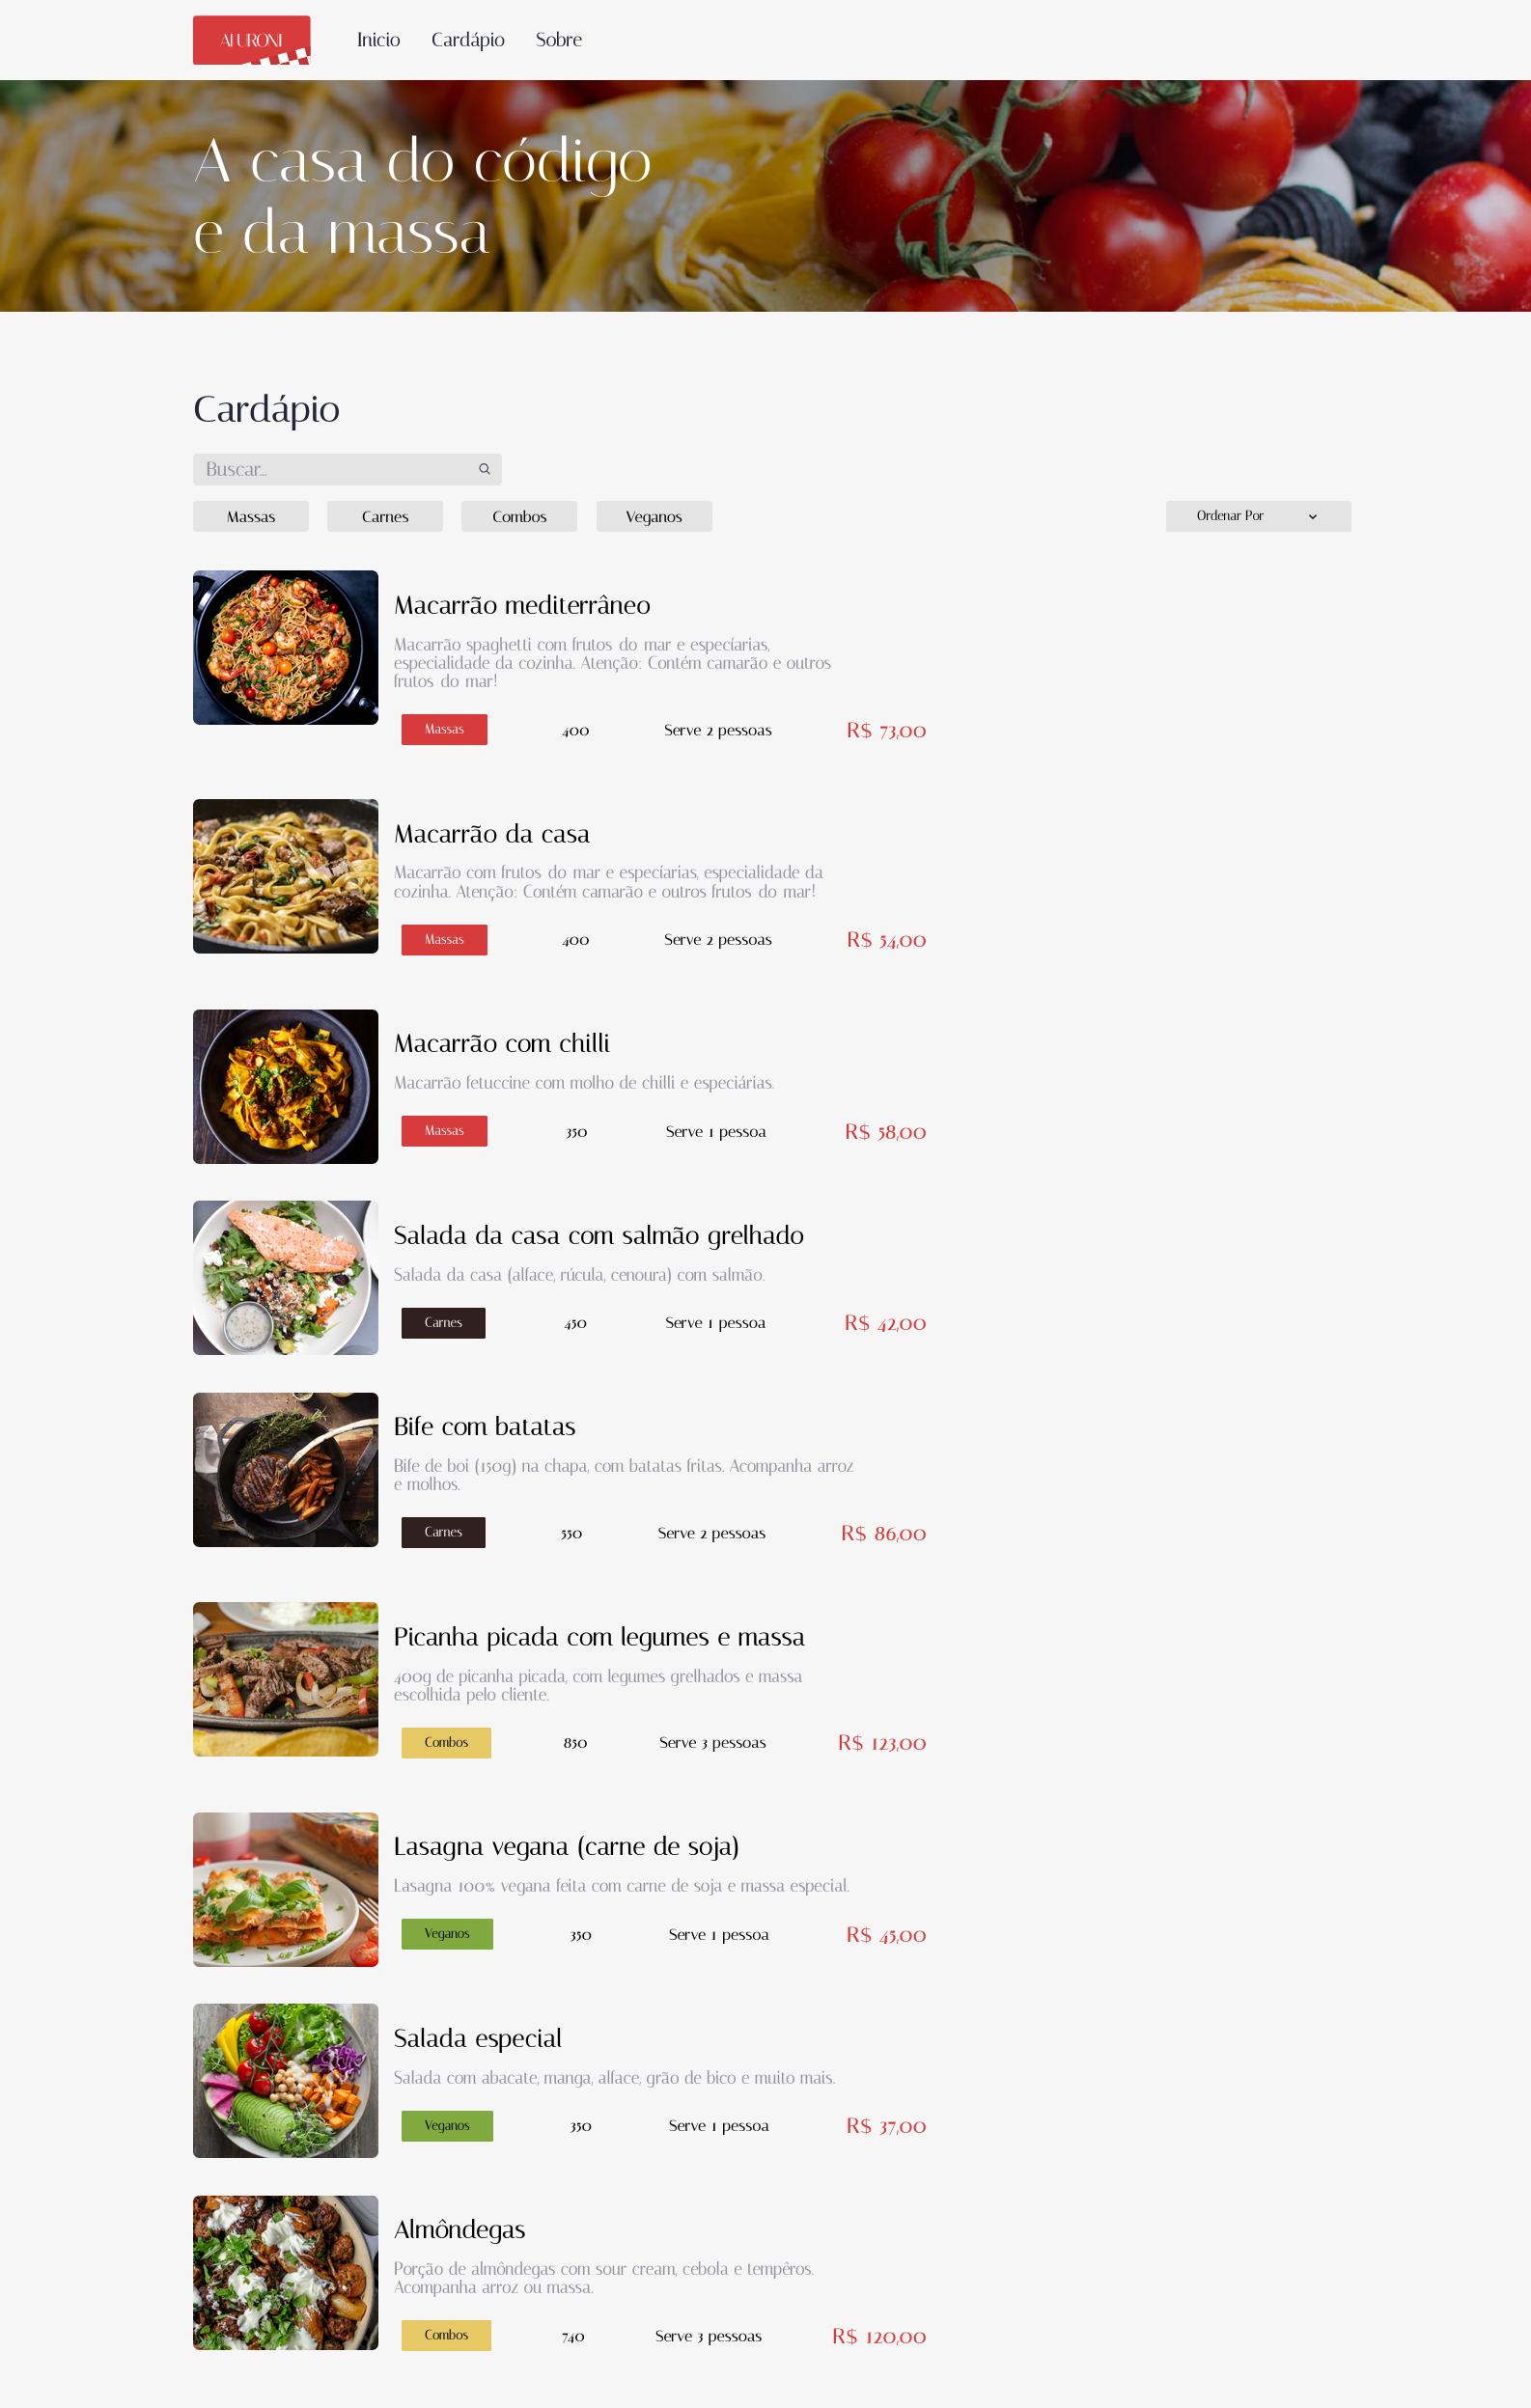 ALURONI
Inicio
Cardápio
Sobre
A casa do código
e da massa
Cardápio
Buscar...
Massas
Carnes
Combos
Veganos
Ordenar Por
Macarrão mediterrâneo
Macarrão spaghetti com frutos do mar e especíarias,
especialidade da cozinha. Atenção: Contém camarão e outros
frutos do mar!
Massas
400
Serve 2 pessoas
R$ 73,00
Macarrão da casa
Macarrão com frutos do mar e especíarias, especialidade da
cozinha. Atenção: Contém camarão e outros frutos do mar!
Massas
400
Serve 2 pessoas
R$ 54,00
Macarrão com chilli
Macarrão fetuccine com molho de chilli e especiárias.
Massas
350
Serve 1 pessoa
R$ 58,00
Salada da casa com salmão grelhado
Salada da casa (alface, rúcula, cenoura) com salmão.
Carnes
450
Serve 1 pessoa
R$ 42,00
Bife com batatas
Bife de boi (150g) na chapa, com batatas fritas. Acompanha arroz
e molhos.
Carnes
550
Serve 2 pessoas
R$ 86,00
Picanha picada com legumes e massa
400g de picanha picada, com legumes grelhados e massa
escolhida pelo cliente.
Combos
850
Serve 3 pessoas
R$ 123,00
Lasagna vegana (carne de soja)
Lasagna 100% vegana feita com carne de soja e massa especial.
Veganos
350
Serve 1 pessoa
R$ 45,00
Salada especial
Salada com abacate, manga, alface, grão de bico e muito mais.
Veganos
350
Serve 1 pessoa
R$ 37,00
Almôndegas
Porção de almôndegas com sour cream, cebola e tempêros.
Acompanha arroz ou massa.
Combos
740
Serve 3 pessoas
R$ 120,00